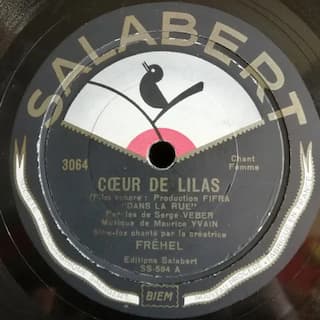 SALABERT
3064
Chant
Femme
CŒUR DE LILAS
(Film sonore: Production FIFRA
"DANS LA RUE"
Paroles de Serge VEBER
Musique de Maurice YVAIN
chanté par la créatrice
FRÉHEL
Editions Salabert
SS-594 A
BIEM